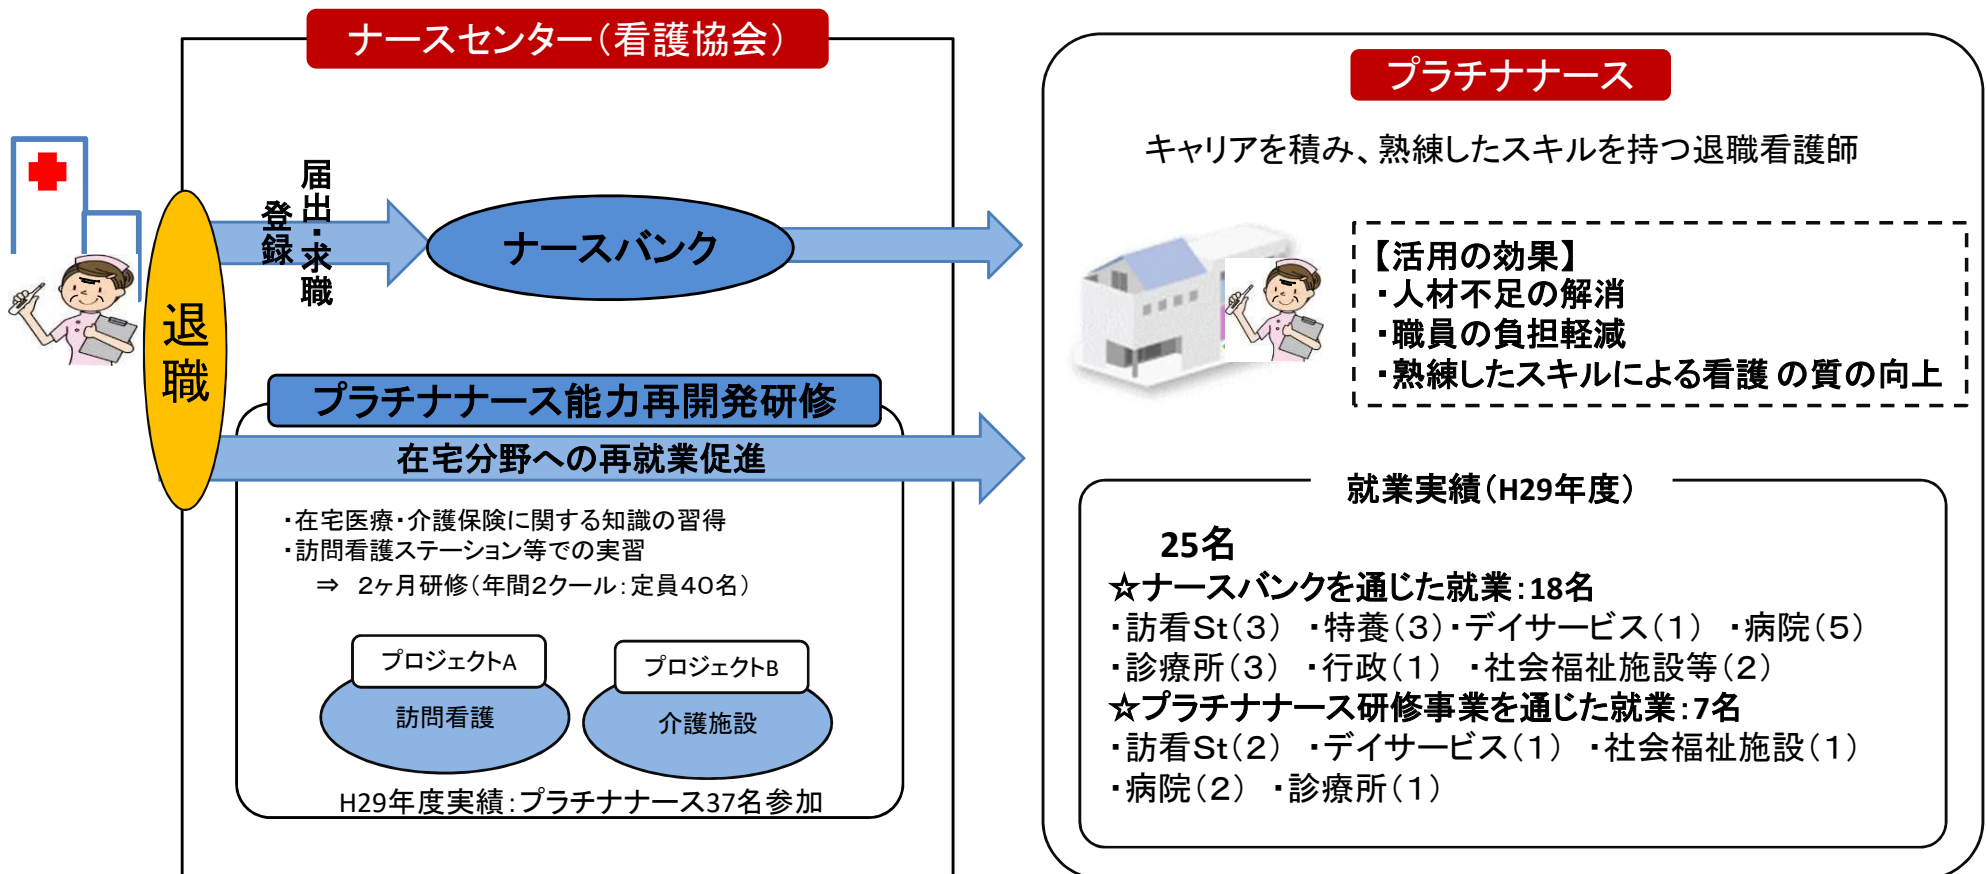 ナースセンター(看護協会)
退職
届出・求職
登録
ナースバンク
プラチナナース能力再開発研修
在宅分野への再就業促進
・在宅医療・介護保険に関する知識の習得
・訪問看護ステーション等での実習
⇒ 2ヶ月研修(年間2クール:定員40名)
プロジェクトA
訪問看護
プロジェクトB
介護施設
H29年度実績:プラチナナース37名参加
プラチナナース
キャリアを積み、熟練したスキルを持つ退職看護師
【活用の効果】
・人材不足の解消
・職員の負担軽減
・熟練したスキルによる看護 の質の向上
就業実績(H29年度)
25名
☆ナースバンクを通じた就業:18名
・訪看St(3) ・特養(3)・デイサービス(1) ・病院(5)
・診療所(3) ・行政(1) ・社会福祉施設等(2)
☆プラチナナース研修事業を通じた就業:7名
・訪看St(2) ・デイサービス(1) ・社会福祉施設(1)
・病院(2) ・診療所(1)